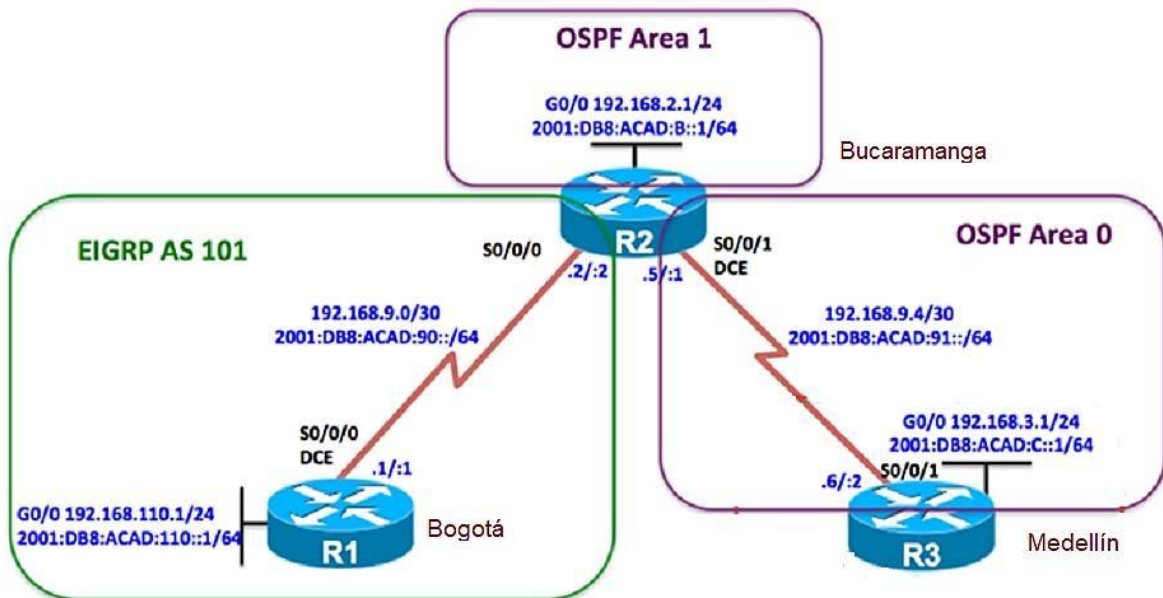 OSPF Area 1
G0/0 192.168.2.1/24
2001:DB8:ACAD:B::1/64
Bucaramanga
R2
EIGRP AS 101
S0/0/0
.2/:2
.5/:1
S0/0/1
DCE
OSPF Area 0
192.168.9.0/30
2001:DB8:ACAD:90::/64
192.168.9.4/30
2001:DB8:ACAD:91::/64
S0/0/0
DCE
.1/:1
G0/0 192.168.3.1/24
2001:DB8:ACAD:C::1/64
S0/0/1
.6/:2
G0/0 192.168.110.1/24
2001:DB8:ACAD:110::1/64
R1
Bogotá
R3
Medellín